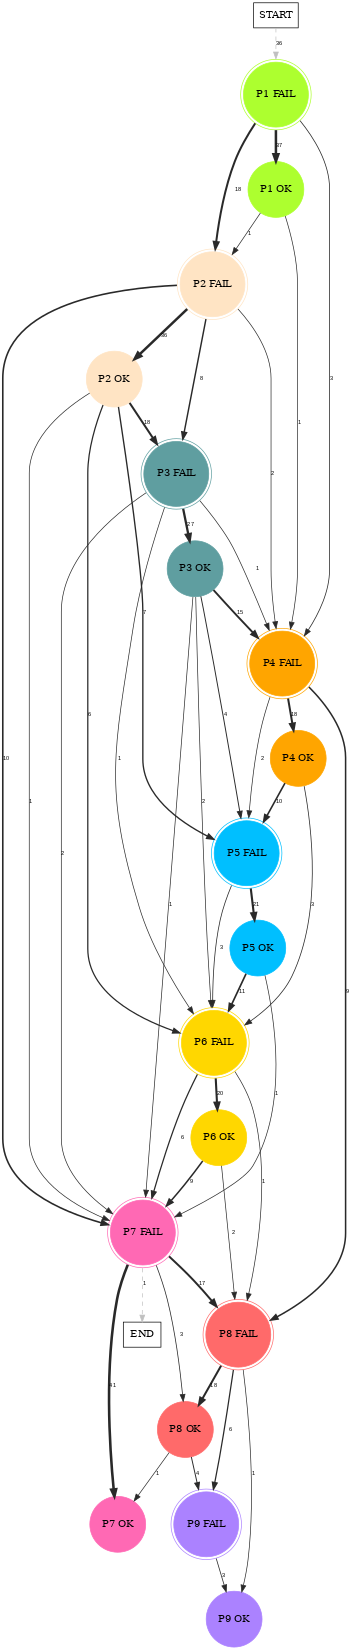 START
36
P1 FAIL
18
37
P1 OK
3
1
1
P2 FAIL
36
8
2
P2 OK
18
P3 FAIL
27
1
P3 OK
15
7
4
P4 FAIL
6
1
2
2
18
P4 OK
10
10
1
2
1
3
9
P5 FAIL
21
3
P5 OK
11
1
P6 FAIL
20
6
1
P6 OK
9
2
P7 FAIL
1
17
3
END
P8 FAIL
41
18
6
1
P8 OK
1
4
P7 OK
P9 FAIL
3
P9 OK